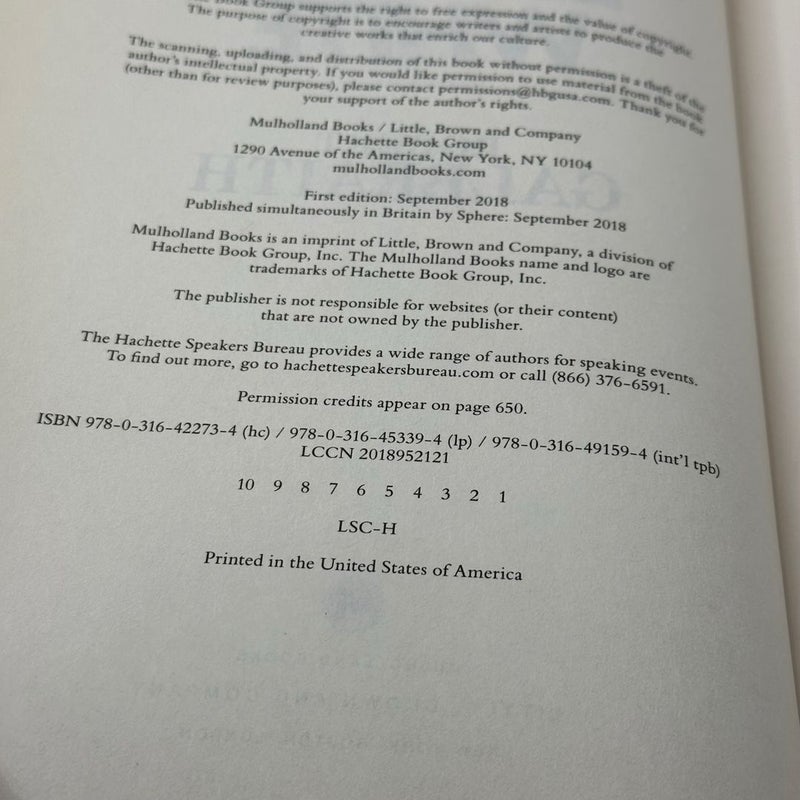 Book Group supports the right to free expression and the value of copyright.
The purpose of copyright is to encourage writers and artists to produce the
creative works that enrich our culture.
The scanning, uploading, and distribution of this book without permission is a theft of the
author's intellectual property. If you would like permission to use material from the book
(other than for review purposes), please contact permissions@hbgusa.com. Thank you for
your support of the author's rights.
Mulholland Books / Little, Brown and Company
Hachette Book Group
1290 Avenue of the Americas, New York, NY 10104
mulhollandbooks.com
First edition: September 2018
Published simultaneously in Britain by Sphere: September 2018
Mulholland Books is an imprint of Little, Brown and Company, a division of
Hachette Book Group, Inc. The Mulholland Books name and logo are
trademarks of Hachette Book Group, Inc.
The publisher is not responsible for websites (or their content)
that are not owned by the publisher.
The Hachette Speakers Bureau provides a wide range of authors for speaking events.
To find out more, go to hachettespeakersbureau.com or call (866) 376-6591.
Permission credits appear on page 650.
ISBN 978-0-316-42273-4 (hc) / 978-0-316-45339-4 (lp) / 978-0-316-49159-4 (int'l tpb)
LCCN 2018952121
10 9 8 7 6 5 4 3 2 1
LSC-H
Printed in the United States of America